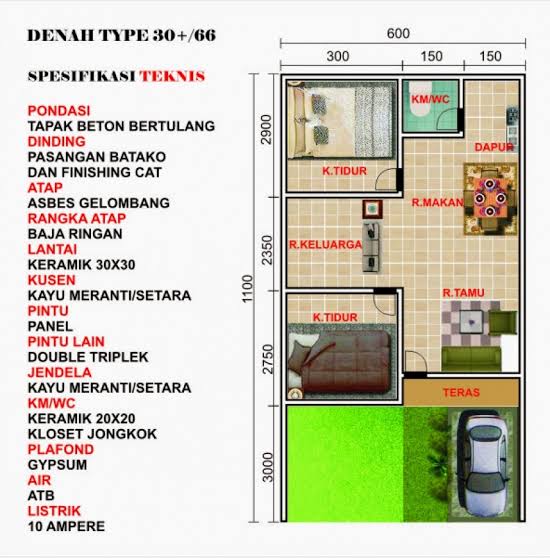 DENAH TYPE 30+/66
SPESIFIKASI TEKNIS
PONDASI
TAPAK BETON BERTULANG
DINDING
PASANGAN BATAKO
DAN FINISHING CAT
ATAP
ASBES GELOMBANG
RANGKA ATAP
BAJA RINGAN
LANTAI
KERAMIK 30X30
KUSEN
KAYU MERANTI/SETARA
PINTU
PANEL
PINTU LAIN
DOUBLE TRIPLEK
JENDELA
KAYU MERANTI/SETARA
KM/WC
KERAMIK 20X20
KLOSET JONGKOK
PLAFOND
GYPSUM
AIR
ATB
LISTRIK
10 AMPERE
600
300 150 150
1100
2900
22350
2750
3000
KM/WC
DAPUR
K.TIDUR
R.MAKAN
R.KELUARGA
R.TAMU
K.TIDUR
TERAS